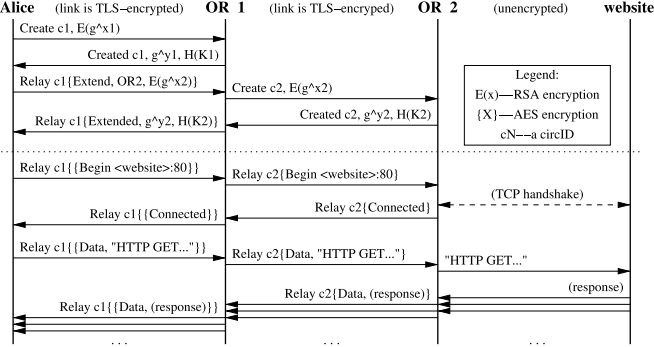 Alice (link is TLS−encryped) OR 1 (link is TLS−encrypted) OR 2 (unencrypted) website
Create c1, E(g^x1)
Created c1, g^y1, H(K1)
Relay c1{Extend, OR2, E(g^x2)}
Create c2, E(g^x2)
Created c2, g^y2, H(K2)
Relay c1{Extended, g^y2, H(K2)}
Legend:
E(x)—RSA encryption
{X}—AES encryption
cN−−a circID
Relay c1{{Begin <website>:80}}
Relay c2{Begin <website>:80}
(TCP handshake)
Relay c2{Connected}
Relay c1{{Connected}}
Relay c1{{Data, "HTTP GET..."}}
Relay c2{Data, "HTTP GET..."}
"HTTP GET..."
(response)
Relay c2{Data, (response)}
Relay c1{{Data, (response)}}
. . . . . . . . .